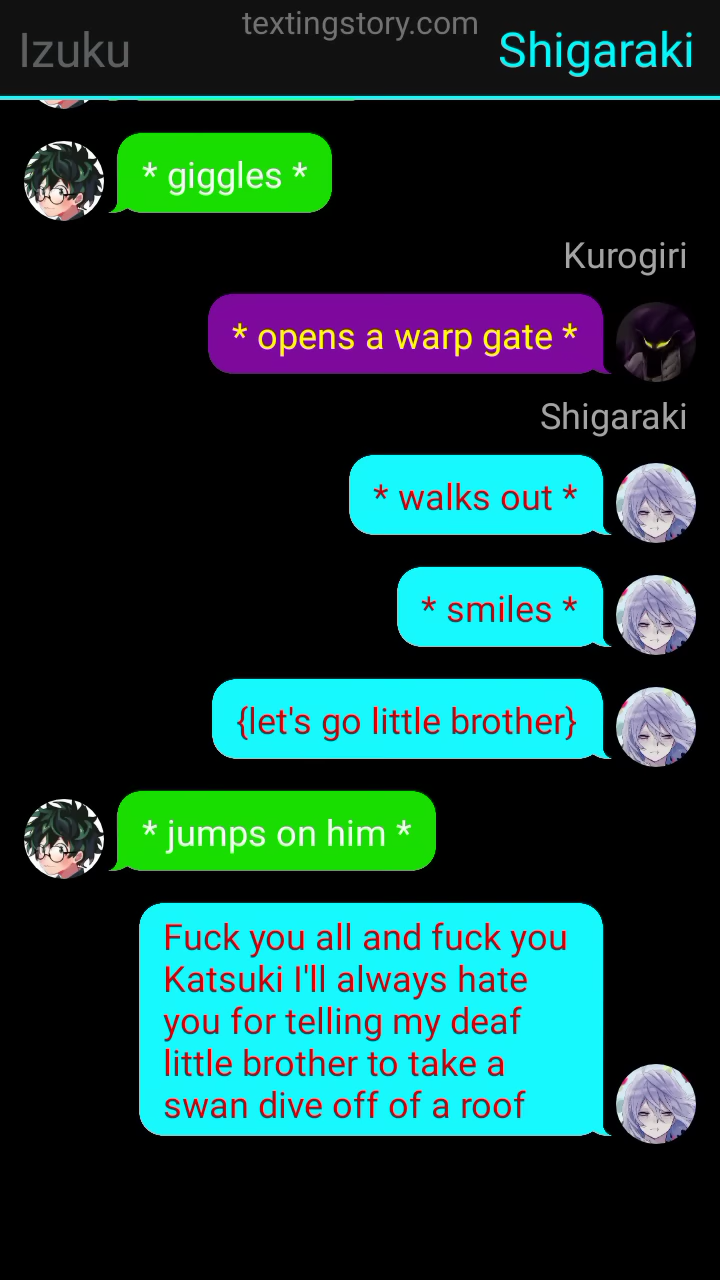 textingstory.com
Izuku
Shigaraki
* giggles *
Kurogiri
* opens a warp gate *
Shigaraki
* walks out *
* smiles *
{let's go little brother}
* jumps on him *
Fuck you all and fuck you
Katsuki I'll always hate
you for telling my deaf
little brother to take a
swan dive off of a roof